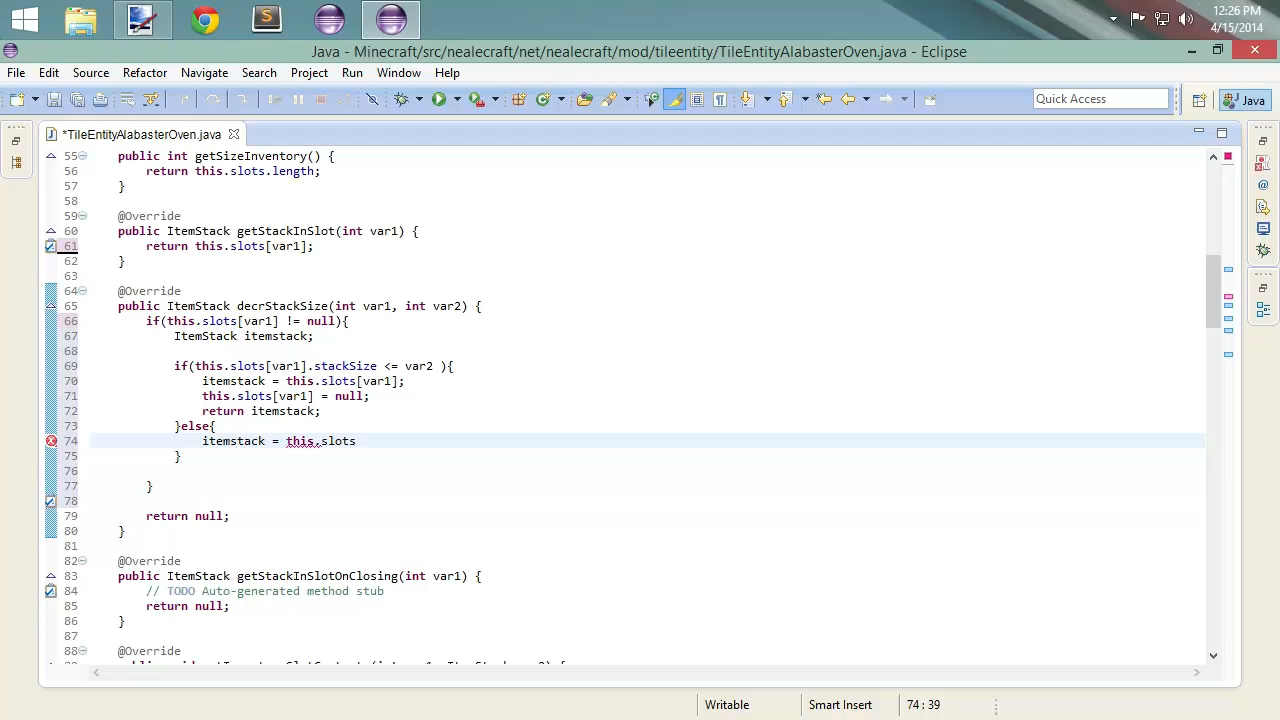 12:26 PM
4/15/2014
Java - Minecraft/src/nealecraft/net/nealecraft/mod/tileentity/TileEntityAlabasterOven.java - Eclipse
File Edit Source Refactor Navigate Search Project Run Window Help
Quick Access
Java
*TileEntityAlabasterOven.java
55 public int getSizeInventory() {
56 return this.slots.length;
57 }
58
59 @Override
60 public ItemStack getStackInSlot(int var1) {
61 return this.slots[var1];
62 }
63
64 @Override
65 public ItemStack decrStackSize(int var1, int var2) {
66 if(this.slots[var1] != null){
67 ItemStack itemstack;
68
69 if(this.slots[var1].stackSize <= var2 ){
70 itemstack = this.slots[var1];
71 this.slots[var1] = null;
72 return itemstack;
73 }else{
74 itemstack = this.slots
75 }
76
77 }
78
79 return null;
80 }
81
82 @Override
83 public ItemStack getStackInSlotOnClosing(int var1) {
84 // TODO Auto-generated method stub
85 return null;
86 }
87
88 @Override
Writable Smart Insert 74 : 39